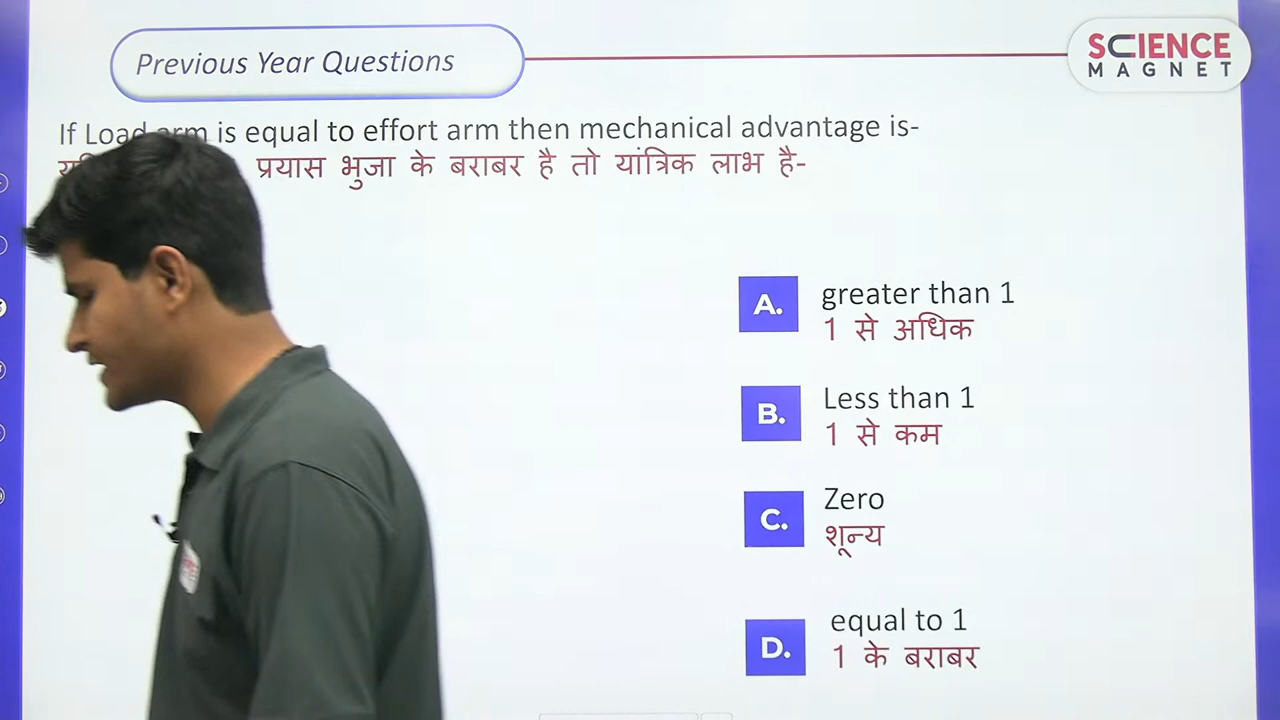 Previous Year Questions
SCIENCE
MAGNET
If Load arm is equal to effort arm then mechanical advantage is-
प्रयास भुजा के बराबर है तो यांत्रिक लाभ है-
A. greater than 1
1 से अधिक
B. Less than 1
1 से कम
C. Zero
शून्य
D. equal to 1
1 के बराबर